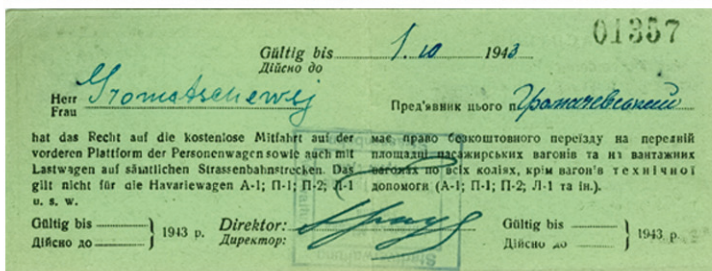 01357
Gültig bis 1.10 1943
Дійсно до
Herr Gromatschewskj
Frau
Пред'явник цього п. Громачевський
hat das Recht auf die kostenlose Mitfahrt auf der
vorderen Plattform der Personenwagen sowie auch mit
Lastwagen auf sämtlichen Strassenbahnstrecken. Das
gilt nicht für die Havariewagen А-1; П-1; П-2; Л-1
u. s. w.
має право безкоштовного переїзду на передній
площадці пасажирських вагонів та на вантажних
вагонах по всіх коліях, крім вагонів технічної
допомоги (А-1; П-1; П-2; Л-1 та ін.).
Gültig bis
Дійсно до 1943 р.
Direktor:
Директор:
Gültig bis
Дійсно до 1943 р.